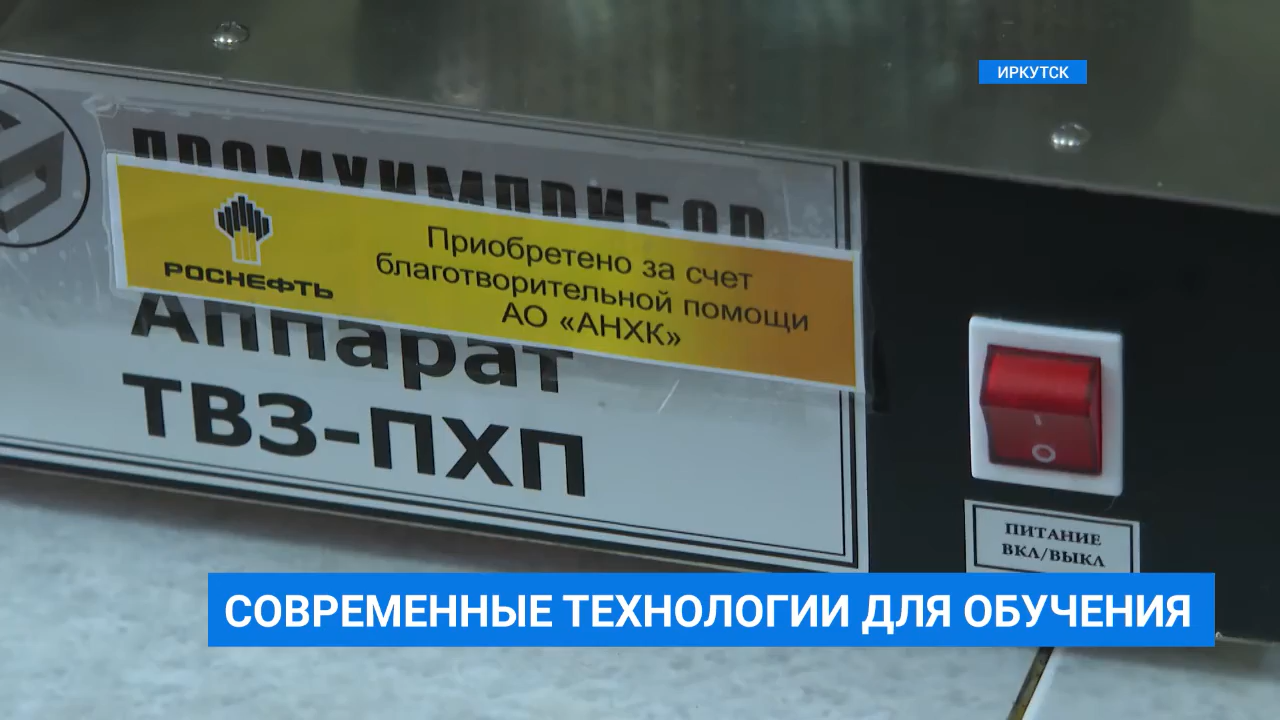 ИРКУТСК
ПРОМХИМПРИБОР
РОСНЕФТЬ
Приобретено за счет
благотворительной помощи
АО «АНХК»
Аппарат
ТВЗ-ПХП
ПИТАНИЕ
ВКЛ/ВЫКЛ
СОВРЕМЕННЫЕ ТЕХНОЛОГИИ ДЛЯ ОБУЧЕНИЯ